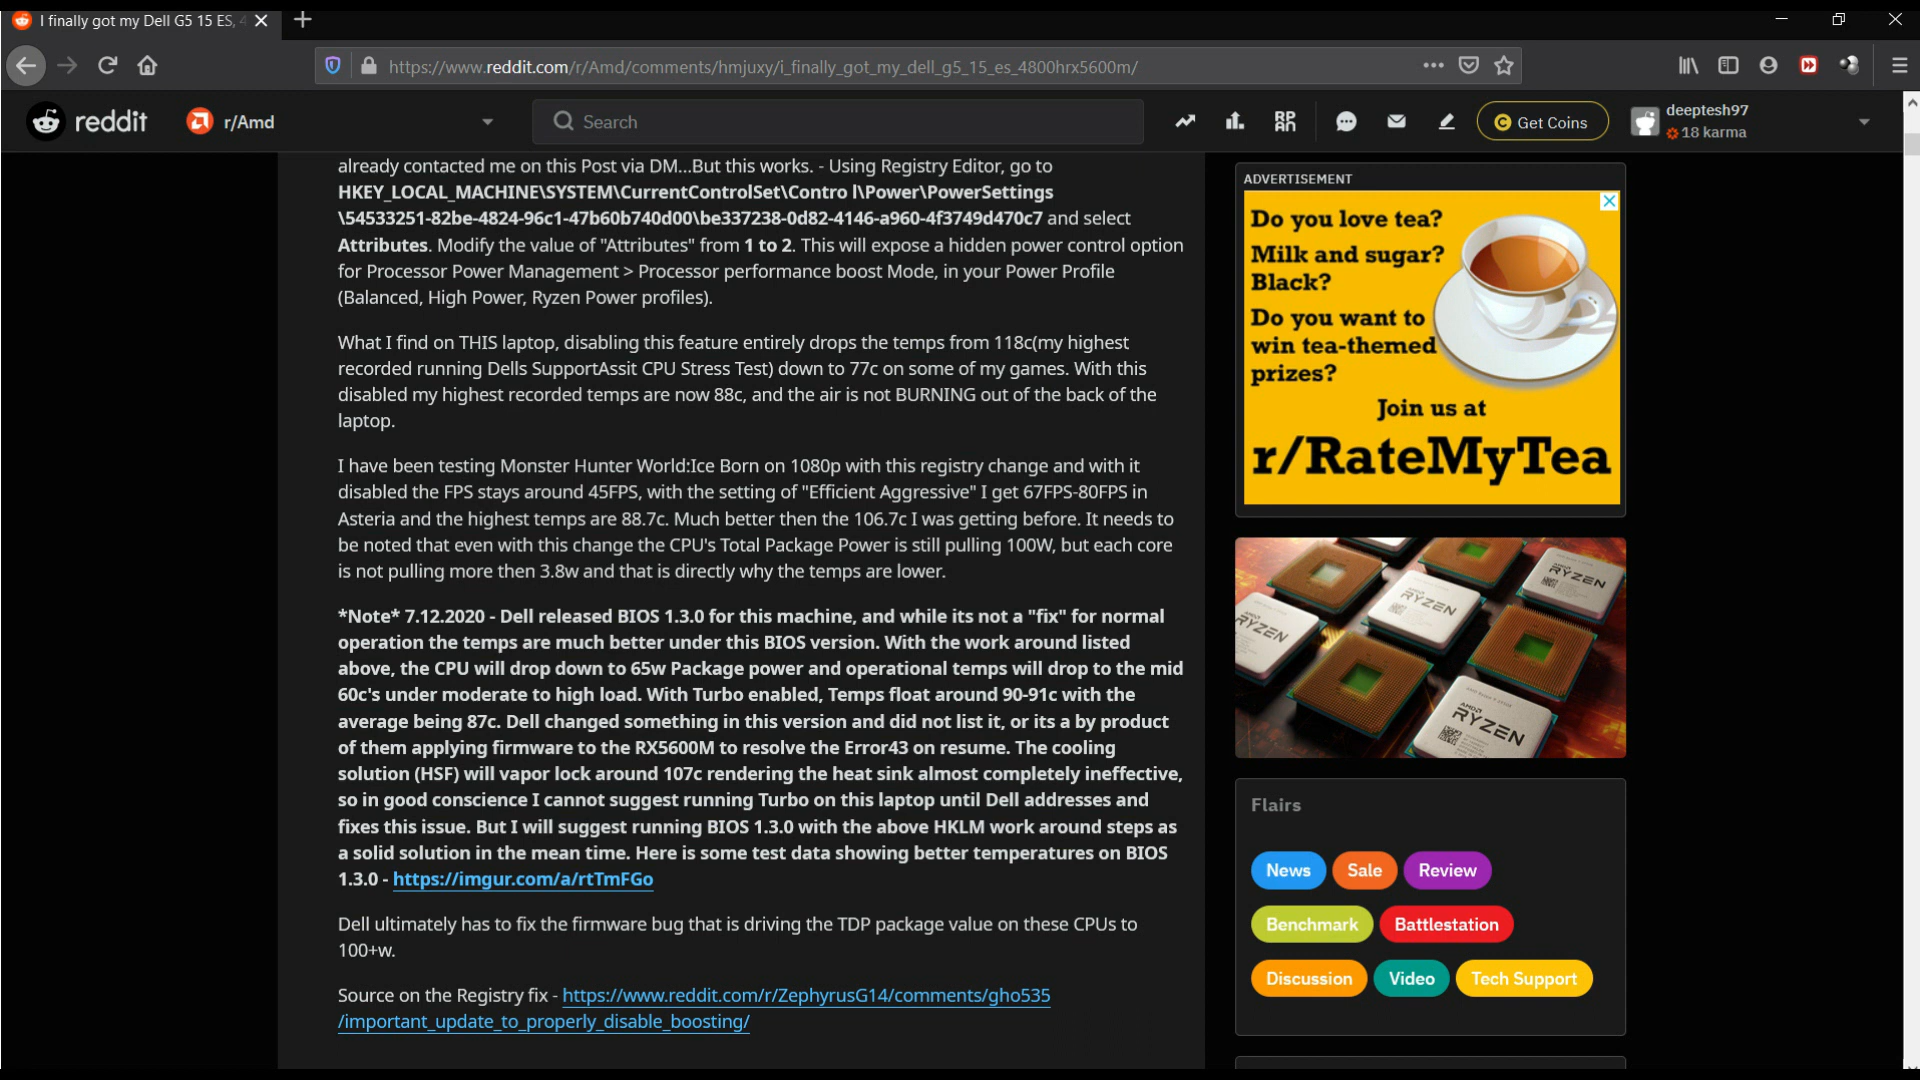 I finally got my Dell G5 15 ES, 4
https://www.reddit.com/r/Amd/comments/hmjuxy/i_finally_got_my_dell_g5_15_es_4800hrx5600m/
reddit
r/Amd
Search
Get Coins
deeptesh97
18 karma
already contacted me on this Post via DM...But this works. - Using Registry Editor, go to
HKEY_LOCAL_MACHINE\SYSTEM\CurrentControlSet\Contro l\Power\PowerSettings
\54533251-82be-4824-96c1-47b60b740d00\be337238-0d82-4146-a960-4f3749d470c7 and select
Attributes. Modify the value of "Attributes" from 1 to 2. This will expose a hidden power control option
for Processor Power Management > Processor performance boost Mode, in your Power Profile
(Balanced, High Power, Ryzen Power profiles).
What I find on THIS laptop, disabling this feature entirely drops the temps from 118c(my highest
recorded running Dells SupportAssit CPU Stress Test) down to 77c on some of my games. With this
disabled my highest recorded temps are now 88c, and the air is not BURNING out of the back of the
laptop.
I have been testing Monster Hunter World:Ice Born on 1080p with this registry change and with it
disabled the FPS stays around 45FPS, with the setting of "Efficient Aggressive" I get 67FPS-80FPS in
Asteria and the highest temps are 88.7c. Much better then the 106.7c I was getting before. It needs to
be noted that even with this change the CPU's Total Package Power is still pulling 100W, but each core
is not pulling more then 3.8w and that is directly why the temps are lower.
*Note* 7.12.2020 - Dell released BIOS 1.3.0 for this machine, and while its not a "fix" for normal
operation the temps are much better under this BIOS version. With the work around listed
above, the CPU will drop down to 65w Package power and operational temps will drop to the mid
60c's under moderate to high load. With Turbo enabled, Temps float around 90-91c with the
average being 87c. Dell changed something in this version and did not list it, or its a by product
of them applying firmware to the RX5600M to resolve the Error43 on resume. The cooling
solution (HSF) will vapor lock around 107c rendering the heat sink almost completely ineffective,
so in good conscience I cannot suggest running Turbo on this laptop until Dell addresses and
fixes this issue. But I will suggest running BIOS 1.3.0 with the above HKLM work around steps as
a solid solution in the mean time. Here is some test data showing better temperatures on BIOS
1.3.0 - https://imgur.com/a/rtTmFGo
Dell ultimately has to fix the firmware bug that is driving the TDP package value on these CPUs to
100+w.
Source on the Registry fix - https://www.reddit.com/r/ZephyrusG14/comments/gho535
/important_update_to_properly_disable_boosting/
ADVERTISEMENT
Do you love tea?
Milk and sugar?
Black?
Do you want to
win tea-themed
prizes?
Join us at
r/RateMyTea
RYZEN
RYZEN
RYZEN
AMD
RYZEN
Flairs
News
Sale
Review
Benchmark
Battlestation
Discussion
Video
Tech Support